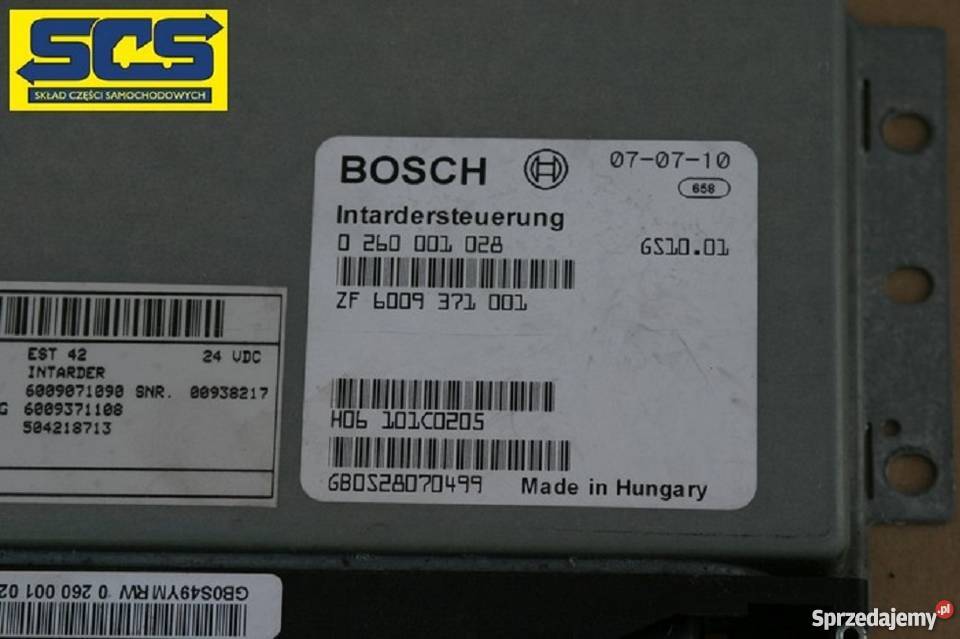 SCS
SKŁAD CZĘŚCI SAMOCHODOWYCH
BOSCH
07-07-10
658
Intardersteuerung
0 260 001 028
GS10.01
ZF 6009 371 001
H06 101C0205
GB0S28070499
Made in Hungary
EST 42 24 VDC
INTARDER
6009071090 SNR. 00938217
G 6009371108
504218713
GB0S49YMRW 0 260 001 02
Sprzedajemy.pl